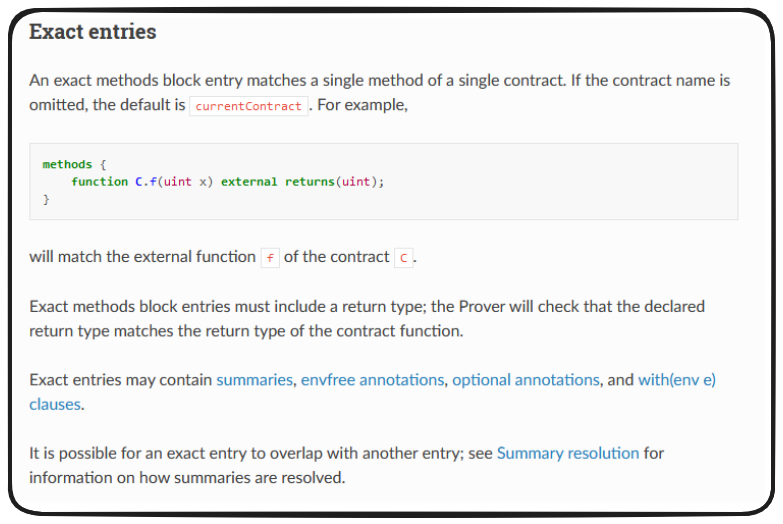 Exact entries
An exact methods block entry matches a single method of a single contract. If the contract name is
omitted, the default is currentContract. For example,
methods {
    function C.f(uint x) external returns(uint);
}
will match the external function f of the contract C.
Exact methods block entries must include a return type; the Prover will check that the declared
return type matches the return type of the contract function.
Exact entries may contain summaries, envfree annotations, optional annotations, and with(env e)
clauses.
It is possible for an exact entry to overlap with another entry; see Summary resolution for
information on how summaries are resolved.